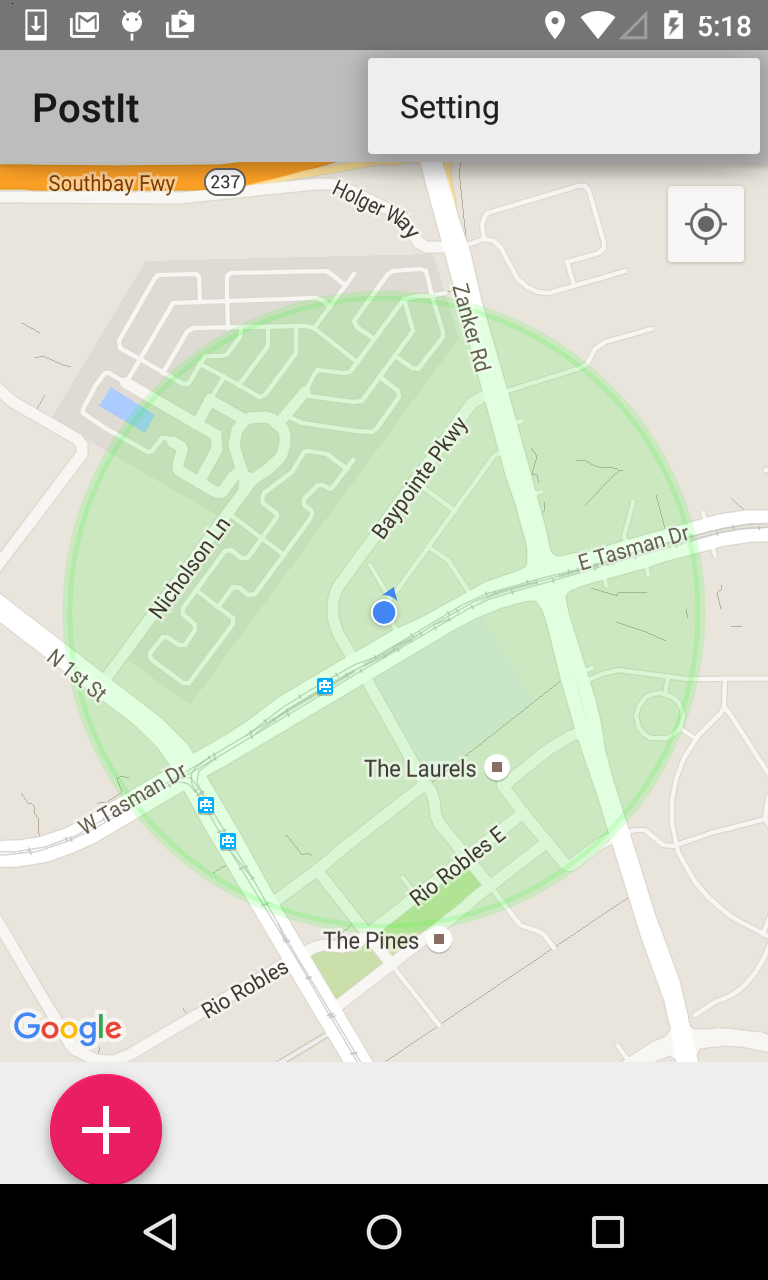 5:18
PostIt
Setting
Southbay Fwy
237
Holger Way
Zanker Rd
Baypointe Pkwy
Nicholson Ln
E Tasman Dr
N 1st St
W Tasman Dr
The Laurels
Rio Robles E
The Pines
Rio Robles
Google